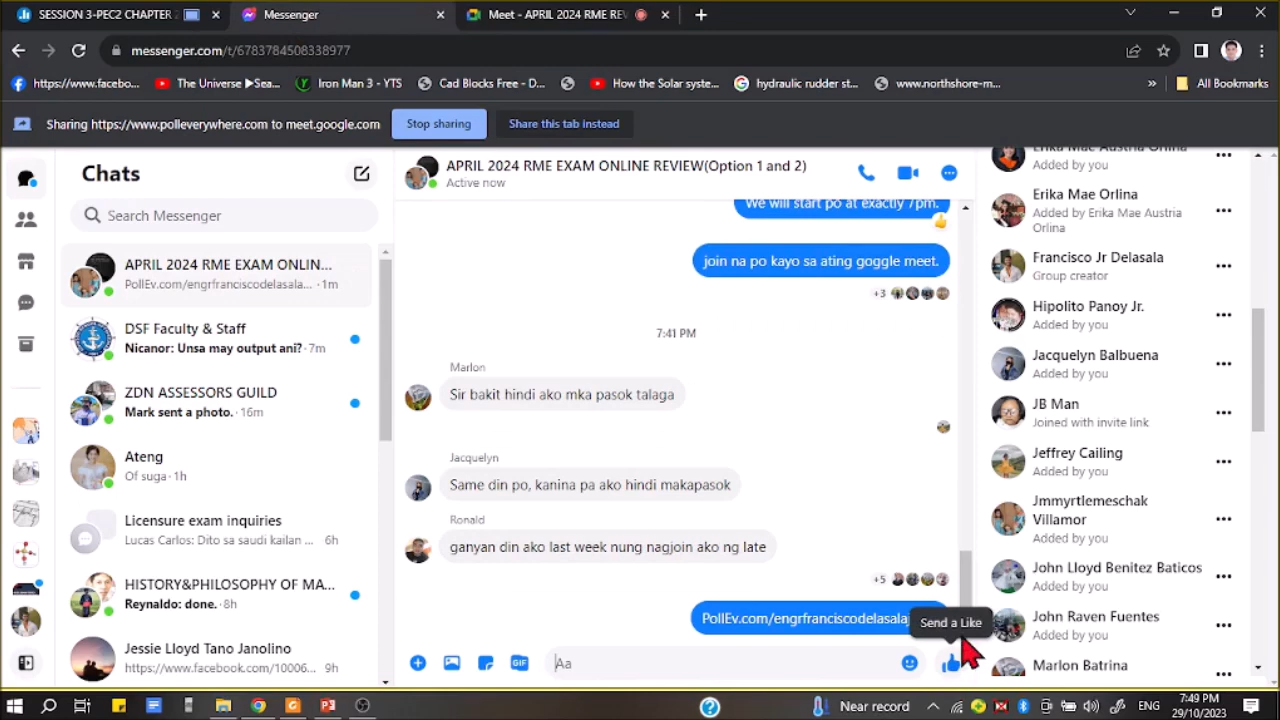 SESSION 3-PEC2 CHAPTER
Messenger
Meet - APRIL 2024 RME REV
messenger.com/t/6783784508338977
https://www.facebo...
The Universe ▶Sea...
Iron Man 3 - YTS
Cad Blocks Free - D...
How the Solar syste...
hydraulic rudder st...
www.northshore-m...
All Bookmarks
Sharing https://www.polleverywhere.com to meet.google.com
Stop sharing
Share this tab instead
Chats
Search Messenger
APRIL 2024 RME EXAM ONLIN...
PollEv.com/engrfranciscodelasala... · 1m
DSF Faculty & Staff
Nicanor: Unsa may output ani? · 7m
ZDN ASSESSORS GUILD
Mark sent a photo. · 16m
Ateng
Of suga · 1h
Licensure exam inquiries
Lucas Carlos: Dito sa saudi kailan ... 6h
HISTORY&PHILOSOPHY OF MA...
Reynaldo: done. · 8h
Jessie Lloyd Tano Janolino
https://www.facebook.com/10006... 9h
APRIL 2024 RME EXAM ONLINE REVIEW(Option 1 and 2)
Active now
We will start po at exactly 7pm.
join na po kayo sa ating goggle meet.
+3
7:41 PM
Marlon
Sir bakit hindi ako mka pasok talaga
Jacquelyn
Same din po, kanina pa ako hindi makapasok
Ronald
ganyan din ako last week nung nagjoin ako ng late
+5
PollEv.com/engrfranciscodelasalaj
Send a Like
GIF
Aa
Erika Mae Austria Orlina
Added by you
Erika Mae Orlina
Added by Erika Mae Austria
Orlina
Francisco Jr Delasala
Group creator
Hipolito Panoy Jr.
Added by you
Jacquelyn Balbuena
Added by you
JB Man
Joined with invite link
Jeffrey Cailing
Added by you
Jmmyrtlemeschak
Villamor
Added by you
John Lloyd Benitez Baticos
Added by you
John Raven Fuentes
Added by you
Marlon Batrina
Near record
ENG
7:49 PM
29/10/2023